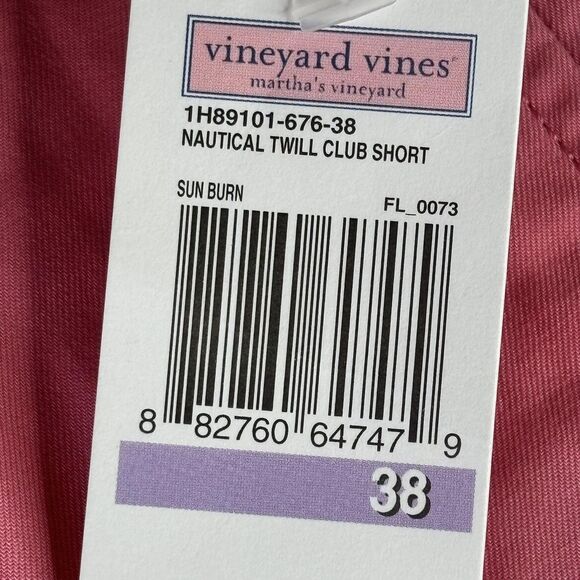 vineyard vines
martha's vineyard
1H89101-676-38
NAUTICAL TWILL CLUB SHORT
SUN BURN
FL_0073
8 82760 64747 9
38